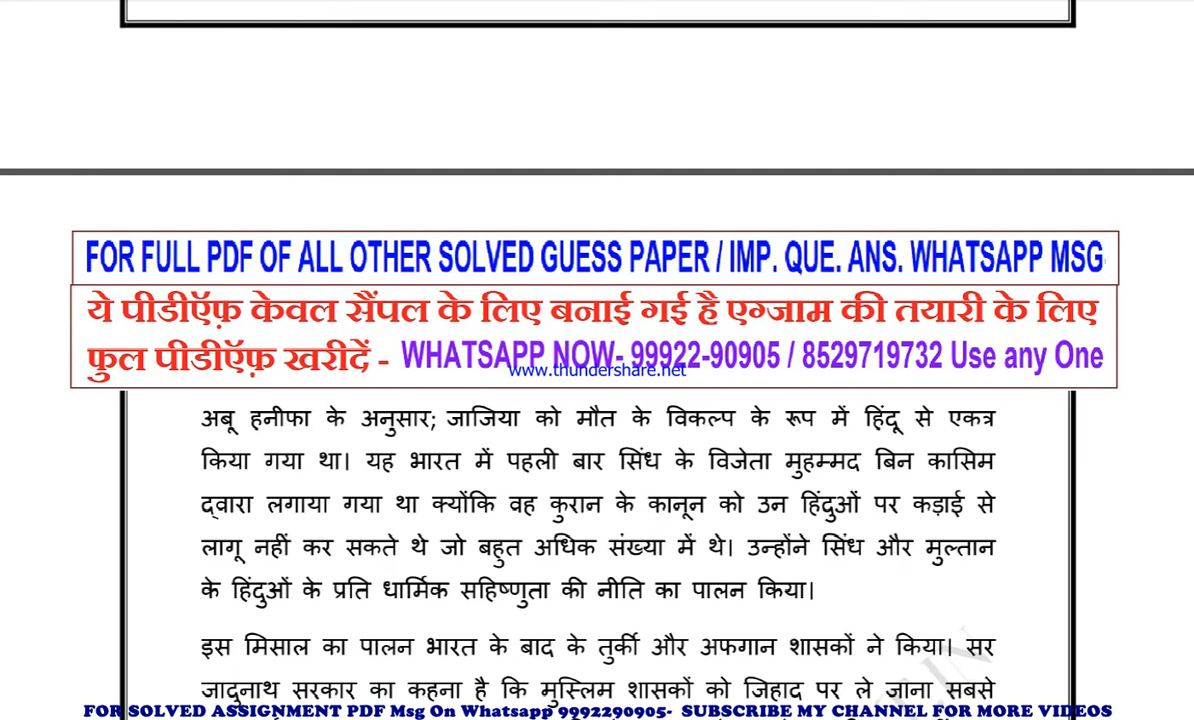 FOR FULL PDF OF ALL OTHER SOLVED GUESS PAPER / IMP. QUE. ANS. WHATSAPP MSG
ये पीडीऍफ़ केवल सैंपल के लिए बनाई गई है एग्जाम की तयारी के लिए
फुल पीडीऍफ़ खरीदें - WHATSAPP NOW- 99922-90905 / 8529719732 Use any One
www.thundershare.net
अबू हनीफा के अनुसार; जाजिया को मौत के विकल्प के रूप में हिंदू से एकत्र
किया गया था। यह भारत में पहली बार सिंध के विजेता मुहम्मद बिन कासिम
द्वारा लगाया गया था क्योंकि वह कुरान के कानून को उन हिंदुओं पर कड़ाई से
लागू नहीं कर सकते थे जो बहुत अधिक संख्या में थे। उन्होंने सिंध और मुल्तान
के हिंदुओं के प्रति धार्मिक सहिष्णुता की नीति का पालन किया।
इस मिसाल का पालन भारत के बाद के तुर्की और अफगान शासकों ने किया। सर
जादुनाथ सरकार का कहना है कि मुस्लिम शासकों को जिहाद पर ले जाना सबसे
FOR SOLVED ASSIGNMENT PDF Msg On Whatsapp 9992290905- SUBSCRIBE MY CHANNEL FOR MORE VIDEOS